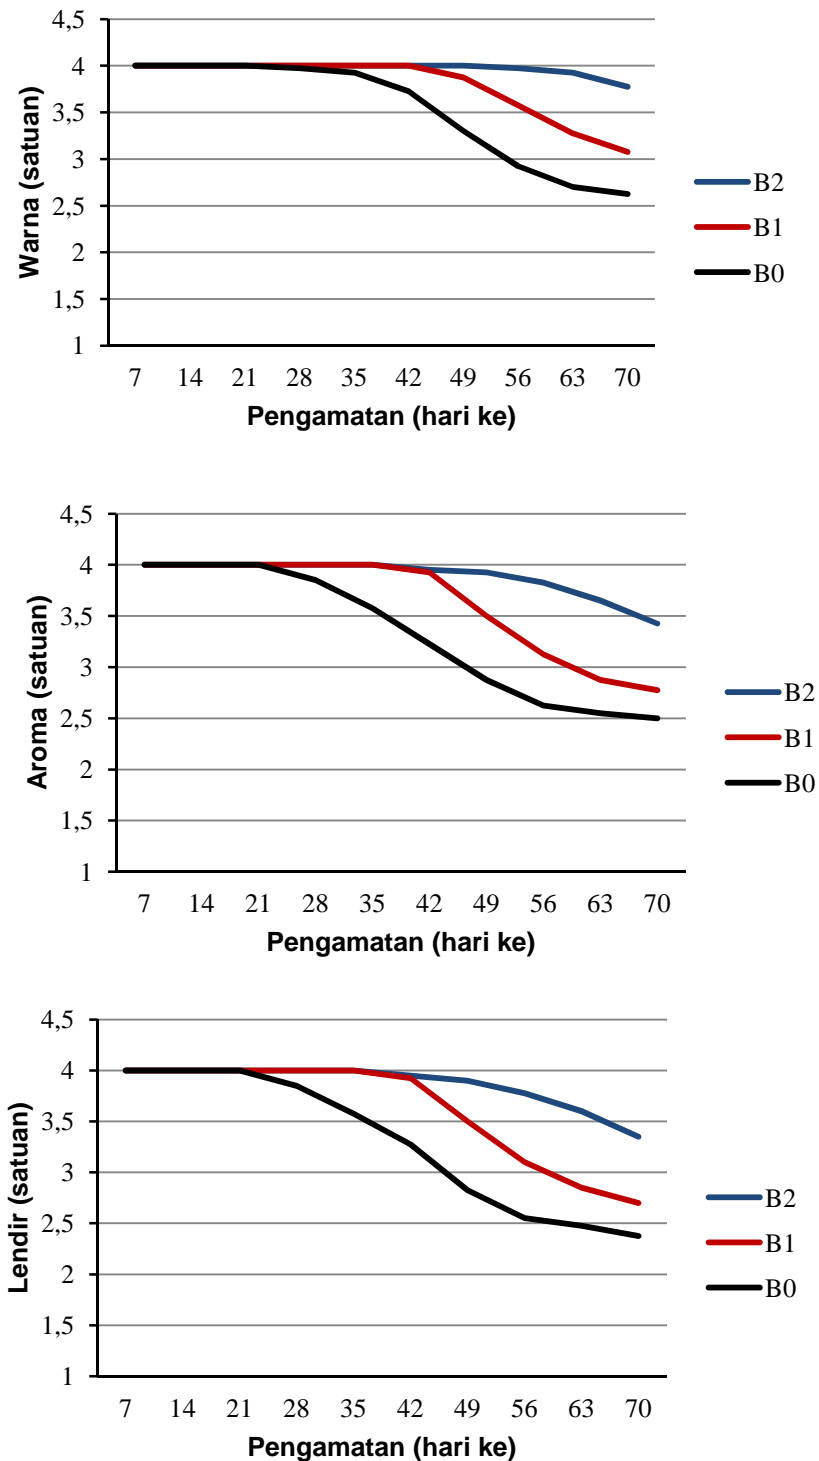 4,5
4
3,5
3
2,5
2
1,5
1
Warna (satuan)
7 14 21 28 35 42 49 56 63 70
Pengamatan (hari ke)
B2
B1
B0
4,5
4
3,5
3
2,5
2
1,5
1
Aroma (satuan)
7 14 21 28 35 42 49 56 63 70
Pengamatan (hari ke)
B2
B1
B0
4,5
4
3,5
3
2,5
2
1,5
1
Lendir (satuan)
7 14 21 28 35 42 49 56 63 70
Pengamatan (hari ke)
B2
B1
B0